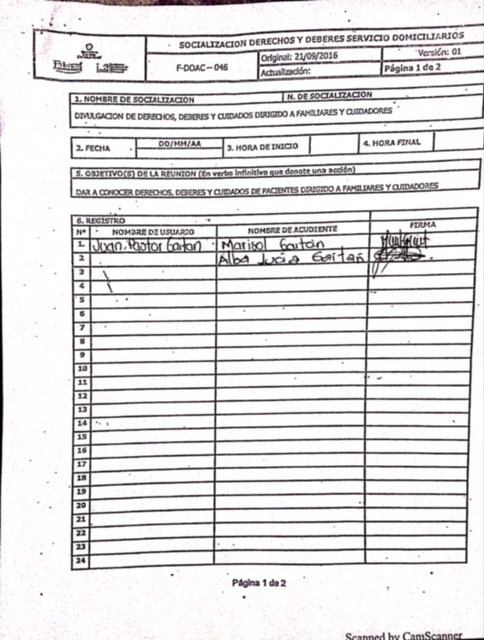 SOCIALIZACION DERECHOS Y DEBERES SERVICIO DOMICILIARIOS
F-DOAC-046
Original: 21/09/2016
Versión: 01
Actualización:
Página 1 de 2
1. NOMBRE DE SOCIALIZACION
N. DE SOCIALIZACION
DIVULGACION DE DERECHOS, DEBERES Y CUIDADOS DIRIGIDO A FAMILIARES Y CUIDADORES
2. FECHA
DD/MM/AA
3. HORA DE INICIO
4. HORA FINAL
5. OBJETIVO(S) DE LA REUNION (En verbo infinitivo que denote una acción)
DAR A CONOCER DERECHOS, DEBERES Y CUIDADOS DE PACIENTES DIRIGIDO A FAMILIARES Y CUIDADORES
6. REGISTRO
Nº NOMBRE DE USUARIO NOMBRE DE ACUDIENTE FIRMA
1. Juan Pastor Gaitan Marisol Gaitán
2 Alba Lucia Gaitán
3
4
5
6
7
8
9
10
11
12
13
14
15
16
17
18
19
20
21
22
23
24
Página 1 de 2
Scanned by CamScanner